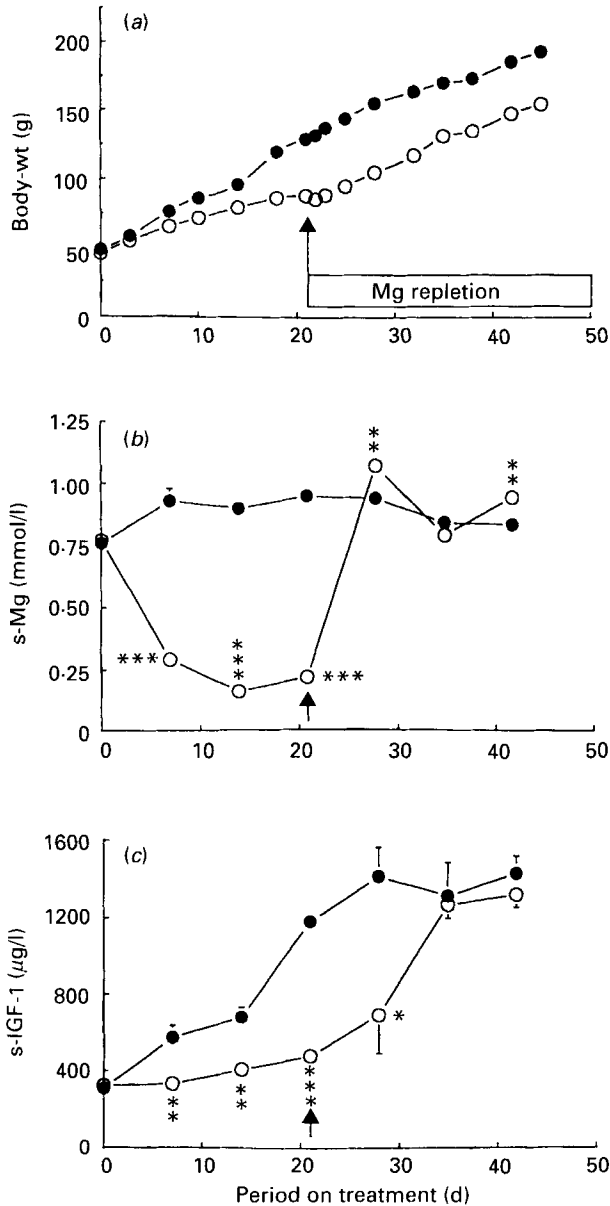 (a)
200
150
100
50
0
Body-wt (g)
Mg repletion
0 10 20 30 40 50
(b)
1·25
1·00
0·75
0·50
0·25
0
s-Mg (mmol/l)
***
***
***
**
**
0 10 20 30 40 50
(c)
1600
1200
800
400
0
s-IGF-1 (μg/l)
**
**
***
*
0 10 20 30 40 50
Period on treatment (d)